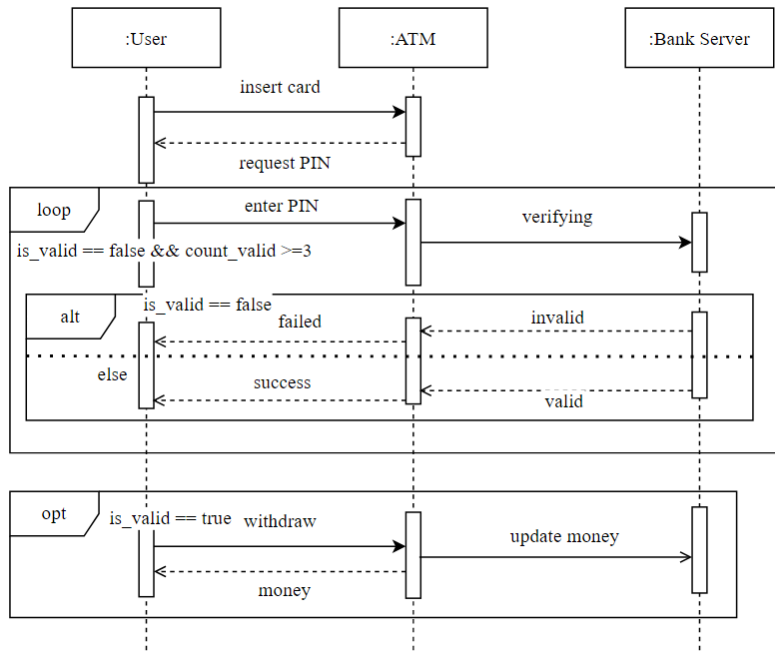 :User
:ATM
:Bank Server
insert card
request PIN
loop
enter PIN
verifying
is_valid == false && count_valid >=3
alt
is_valid == false
failed
invalid
else
success
valid
opt
is_valid == true
withdraw
update money
money